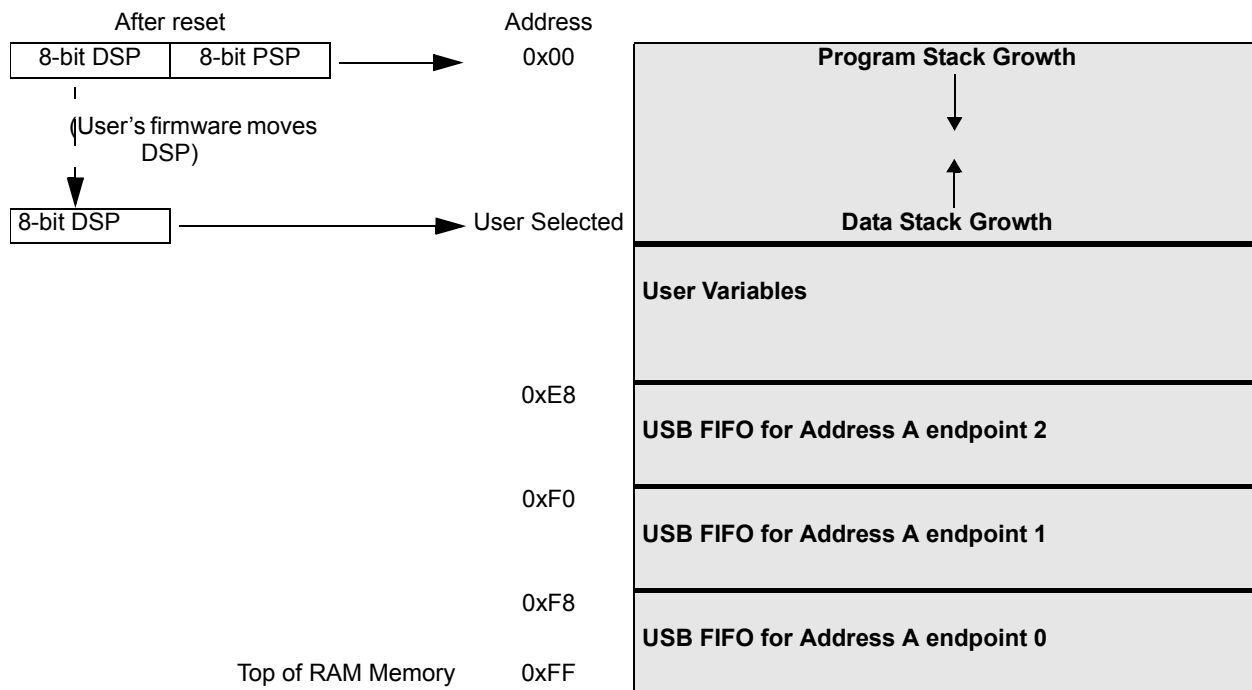 After reset Address
8-bit DSP 8-bit PSP 0x00 Program Stack Growth
(User’s firmware moves
DSP)
8-bit DSP User Selected Data Stack Growth
User Variables
0xE8
USB FIFO for Address A endpoint 2
0xF0
USB FIFO for Address A endpoint 1
0xF8
USB FIFO for Address A endpoint 0
Top of RAM Memory 0xFF